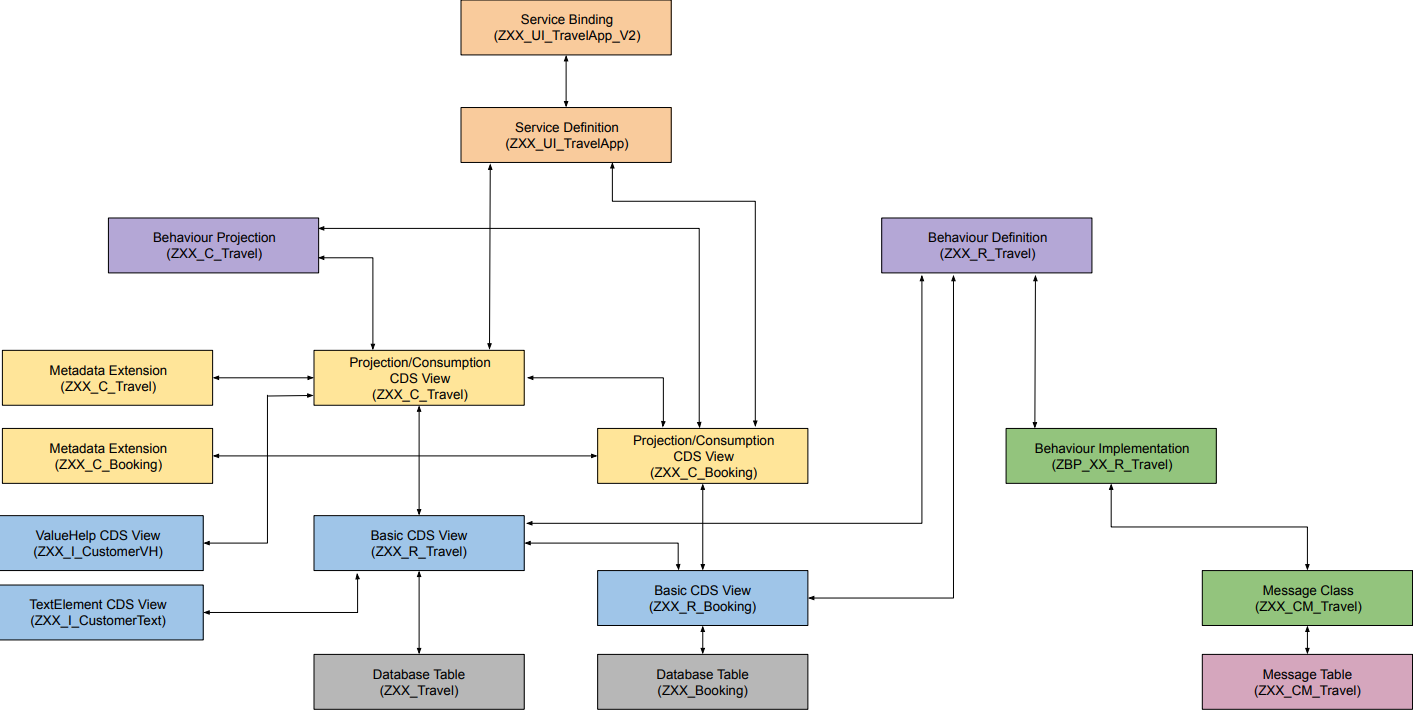 Service Binding
(ZXX_UI_TravelApp_V2)
Service Definition
(ZXX_UI_TravelApp)
Behaviour Projection
(ZXX_C_Travel)
Behaviour Definition
(ZXX_R_Travel)
Metadata Extension
(ZXX_C_Travel)
Projection/Consumption
CDS View
(ZXX_C_Travel)
Metadata Extension
(ZXX_C_Booking)
Projection/Consumption
CDS View
(ZXX_C_Booking)
Behaviour Implementation
(ZBP_XX_R_Travel)
ValueHelp CDS View
(ZXX_I_CustomerVH)
Basic CDS View
(ZXX_R_Travel)
TextElement CDS View
(ZXX_I_CustomerText)
Basic CDS View
(ZXX_R_Booking)
Message Class
(ZXX_CM_Travel)
Database Table
(ZXX_Travel)
Database Table
(ZXX_Booking)
Message Table
(ZXX_CM_Travel)